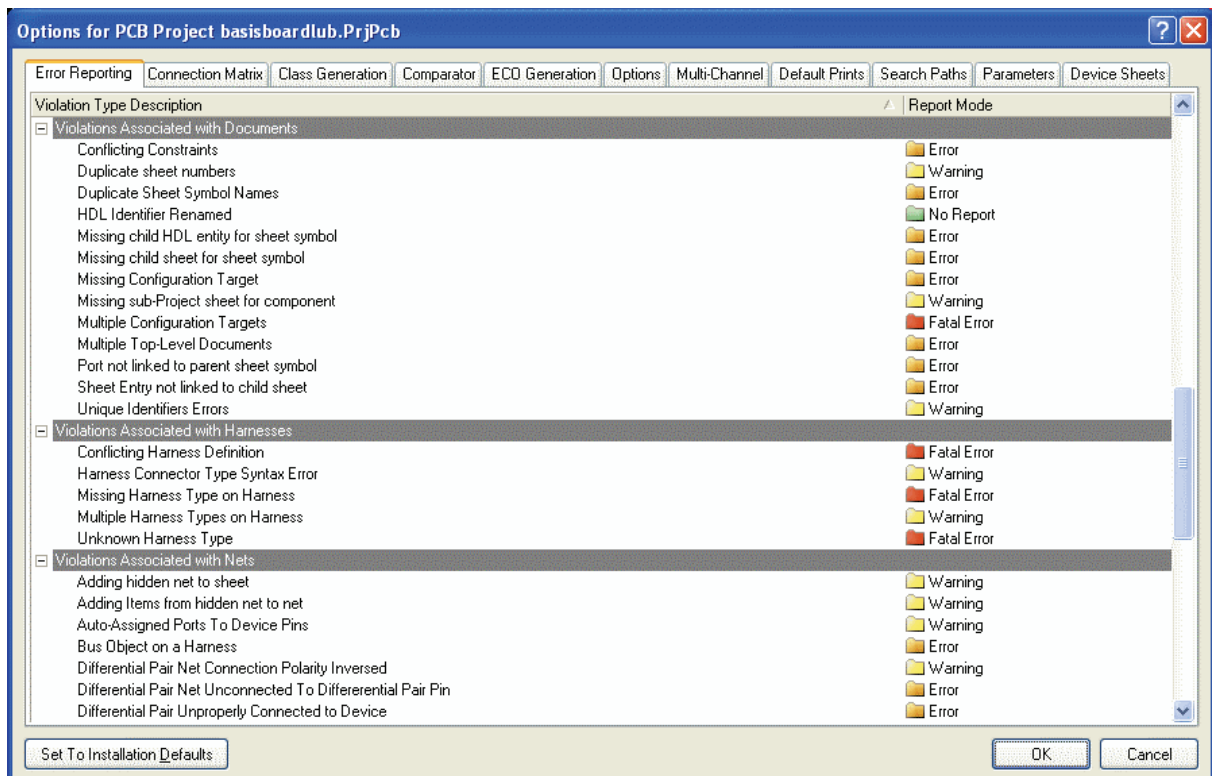 Options for PCB Project basisboardlub.PrjPcb
Error Reporting Connection Matrix Class Generation Comparator ECO Generation Options Multi-Channel Default Prints Search Paths Parameters Device Sheets
Violation Type Description Report Mode
Violations Associated with Documents
Conflicting Constraints Error
Duplicate sheet numbers Warning
Duplicate Sheet Symbol Names Error
HDL Identifier Renamed No Report
Missing child HDL entity for sheet symbol Error
Missing child sheet for sheet symbol Error
Missing Configuration Target Error
Missing sub-Project sheet for component Warning
Multiple Configuration Targets Fatal Error
Multiple Top-Level Documents Error
Port not linked to parent sheet symbol Error
Sheet Entry not linked to child sheet Error
Unique Identifiers Errors Warning
Violations Associated with Harnesses
Conflicting Harness Definition Fatal Error
Harness Connector Type Syntax Error Warning
Missing Harness Type on Harness Fatal Error
Multiple Harness Types on Harness Warning
Unknown Harness Type Fatal Error
Violations Associated with Nets
Adding hidden net to sheet Warning
Adding Items from hidden net to net Warning
Auto-Assigned Ports To Device Pins Warning
Bus Object on a Harness Error
Differential Pair Net Connection Polarity Inversed Warning
Differential Pair Net Unconnected To Differerential Pair Pin Error
Differential Pair Unproperly Connected to Device Error
Set To Installation Defaults OK Cancel